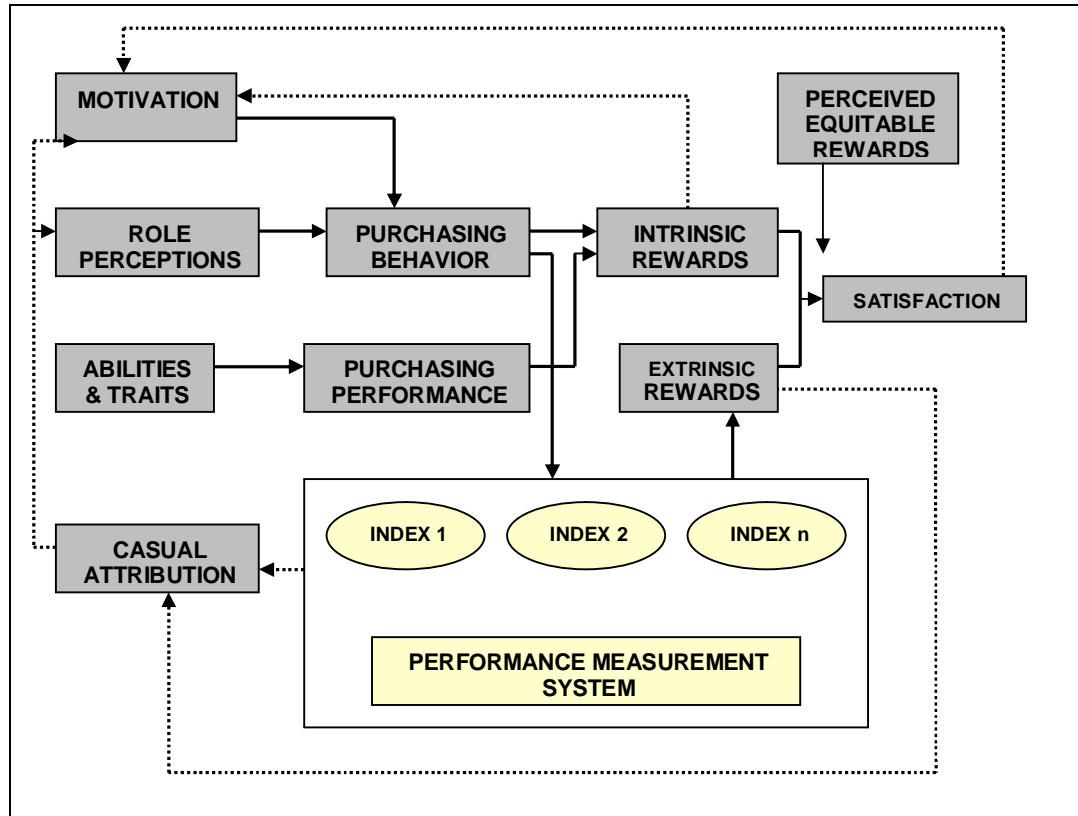 MOTIVATION
PERCEIVED
EQUITABLE
REWARDS
ROLE
PERCEPTIONS
PURCHASING
BEHAVIOR
INTRINSIC
REWARDS
SATISFACTION
ABILITIES
& TRAITS
PURCHASING
PERFORMANCE
EXTRINSIC
REWARDS
INDEX 1
INDEX 2
INDEX n
CASUAL
ATTRIBUTION
PERFORMANCE MEASUREMENT
SYSTEM